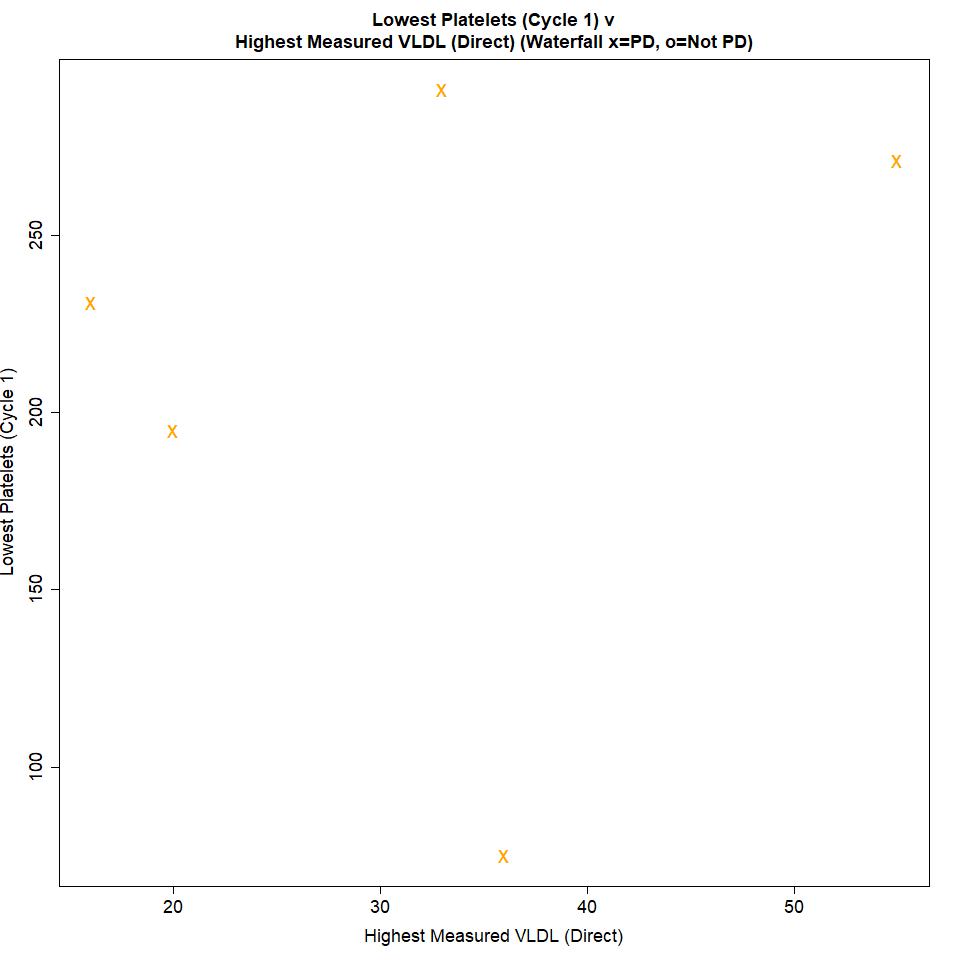 Lowest Platelets (Cycle 1) v
Highest Measured VLDL (Direct) (Waterfall x=PD, o=Not PD)
Lowest Platelets (Cycle 1)
250
200
150
100
X
X
X
X
X
20 30 40 50
Highest Measured VLDL (Direct)